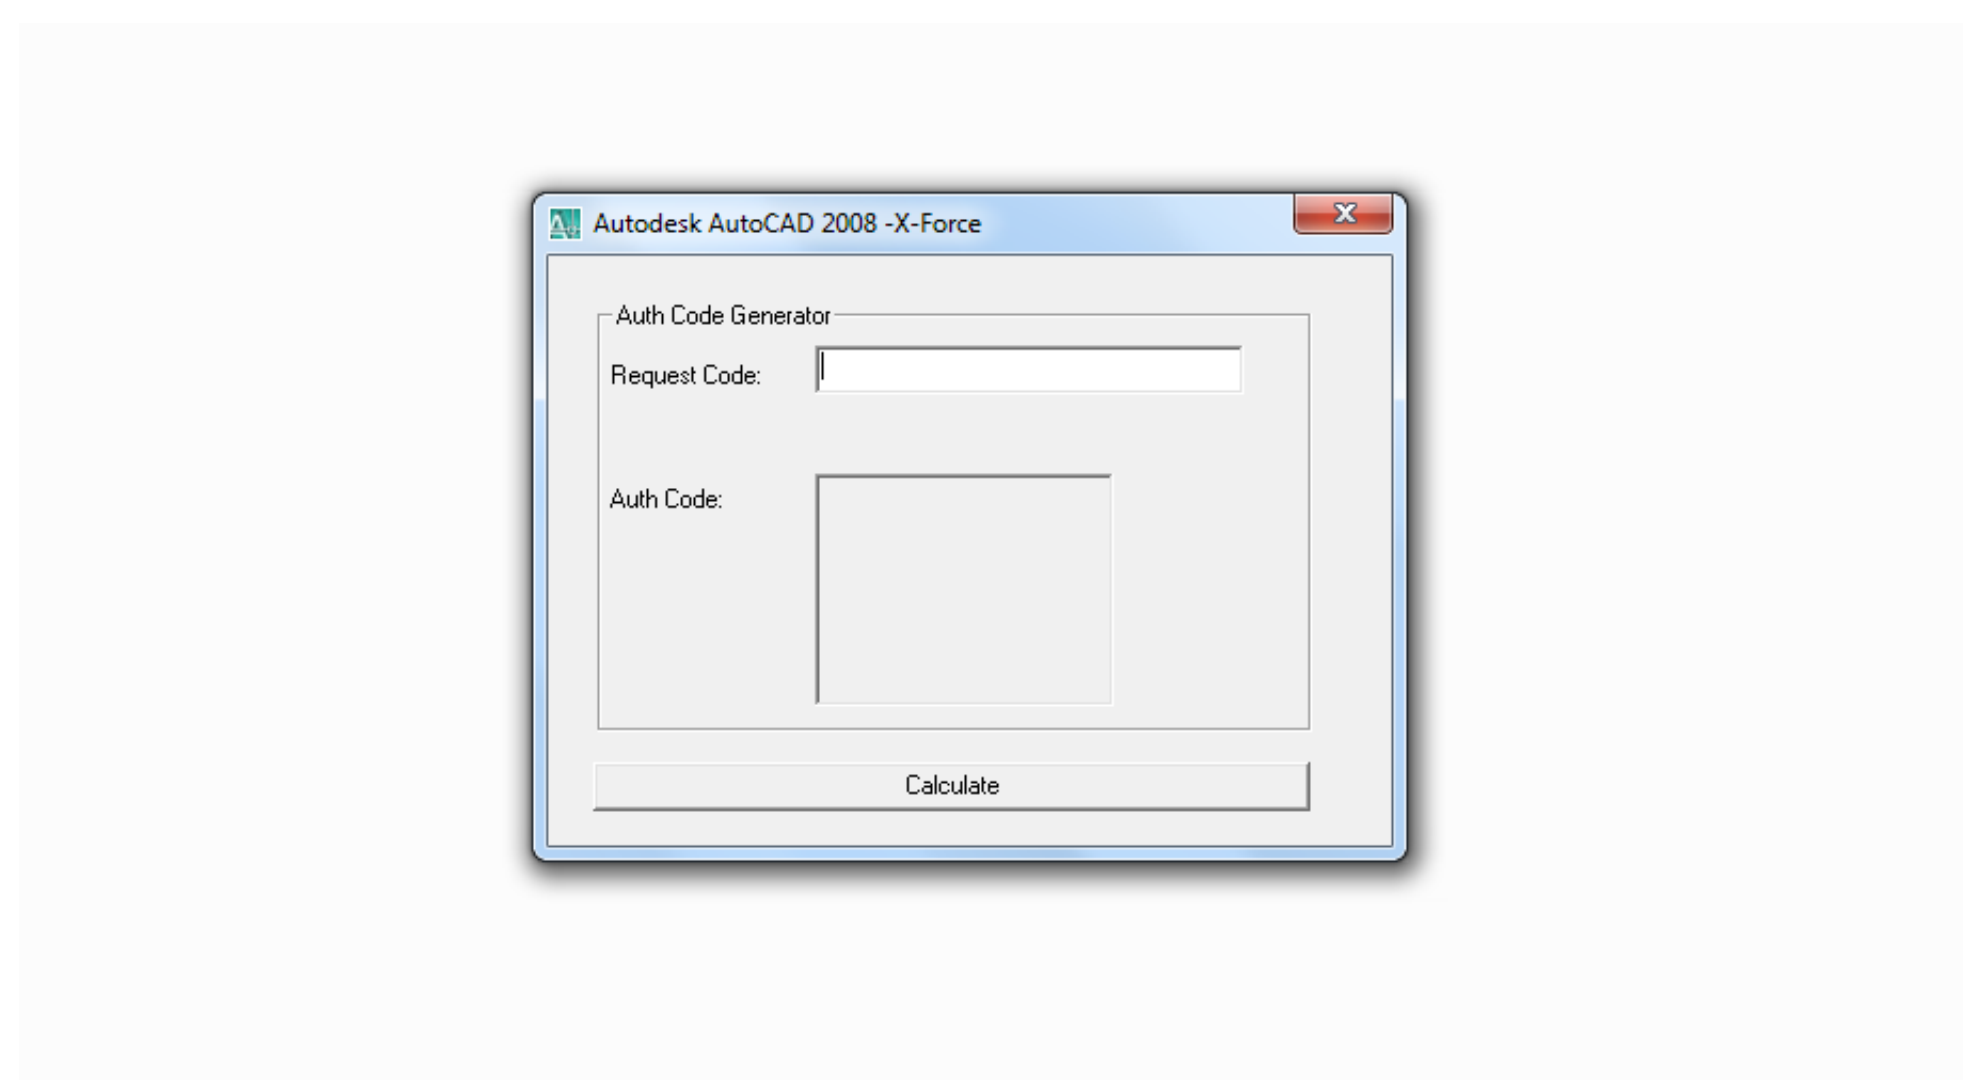 Autodesk AutoCAD 2008 -X-Force
Auth Code Generator
Request Code:
Auth Code:
Calculate